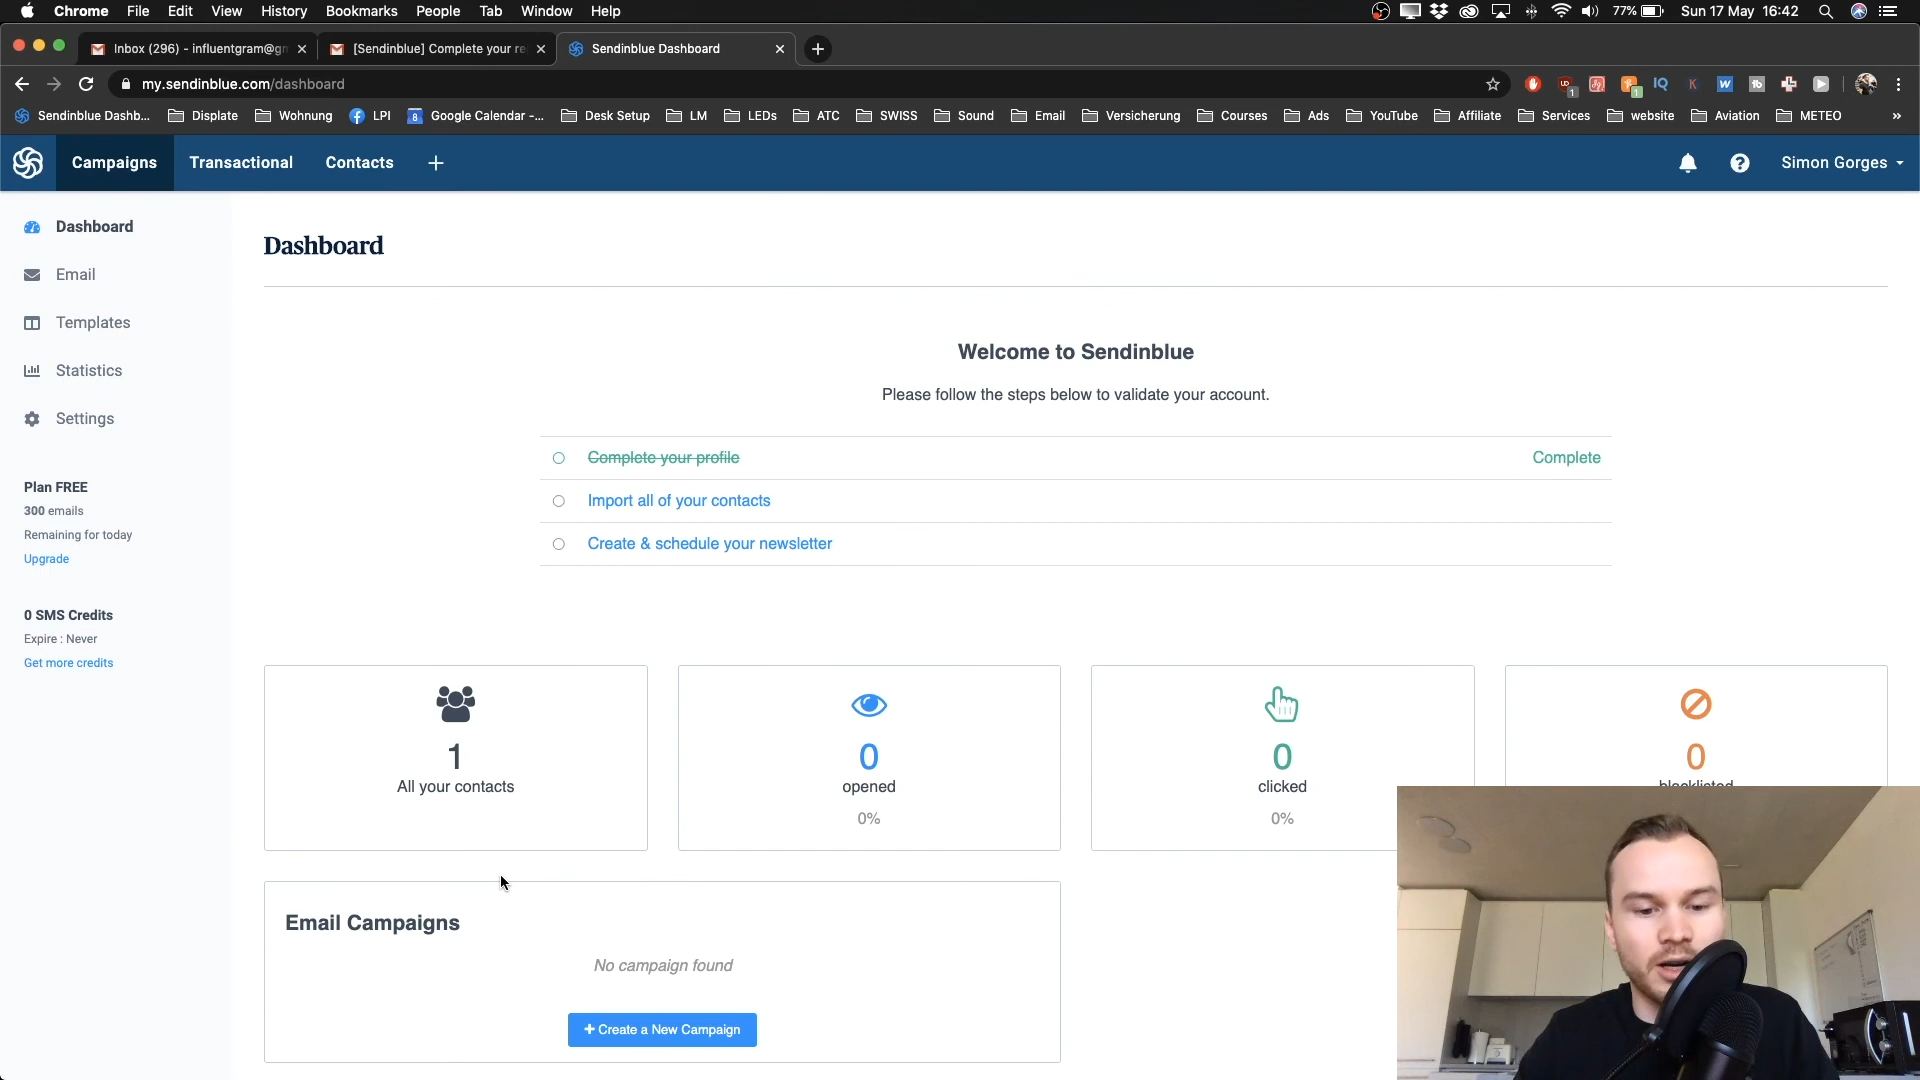 Chrome File Edit View History Bookmarks People Tab Window Help 77% Sun 17 May 16:42
Inbox (296) - influentgram@gm
[Sendinblue] Complete your re
Sendinblue Dashboard
my.sendinblue.com/dashboard
Sendinblue Dashb... Displate Wohnung LPI Google Calendar -... Desk Setup LM LEDs ATC SWISS Sound Email Versicherung Courses Ads YouTube Affiliate Services website Aviation METEO »
Campaigns Transactional Contacts + Simon Gorges
Dashboard
Email
Templates
Statistics
Settings
Plan FREE
300 emails
Remaining for today
Upgrade
0 SMS Credits
Expire : Never
Get more credits
Dashboard
Welcome to Sendinblue
Please follow the steps below to validate your account.
Complete your profile Complete
Import all of your contacts
Create & schedule your newsletter
1
All your contacts
0
opened
0%
0
clicked
0%
0
blacklisted
Email Campaigns
No campaign found
+ Create a New Campaign